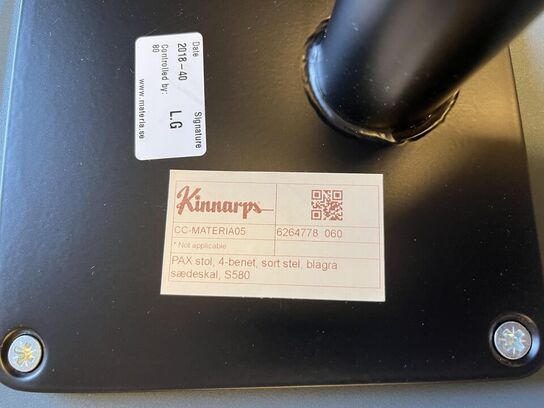 Date
Signature
2018-40
L.G
Controlled by:
80
www.materia.se
Kinnarps
CC-MATERIA05
6264778 060
* Not applicable
PAX stol, 4-benet, sort stel, blågrå
sædeskal, S580